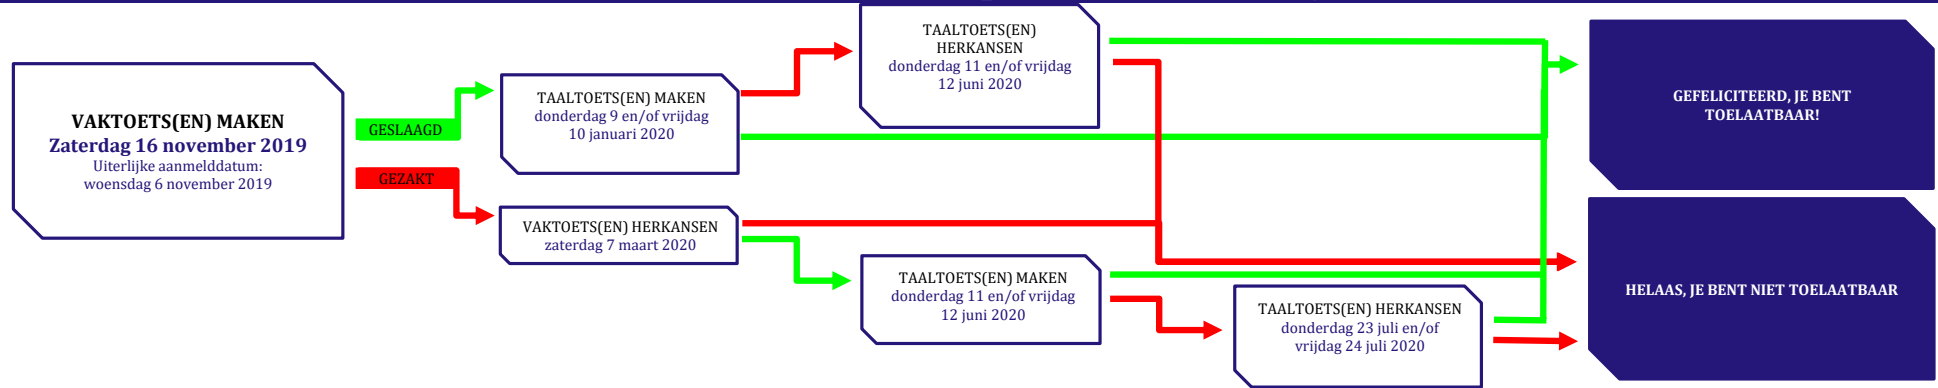 VAKTOETS(EN) MAKEN
Zaterdag 16 november 2019
Uiterlijke aanmelddatum:
woensdag 6 november 2019
GESLAAGD
GEZAKT
TAALTOETS(EN) MAKEN
donderdag 9 en/of vrijdag
10 januari 2020
VAKTOETS(EN) HERKANSEN
zaterdag 7 maart 2020
TAALTOETS(EN)
HERKANSEN
donderdag 11 en/of vrijdag
12 juni 2020
TAALTOETS(EN) MAKEN
donderdag 11 en/of vrijdag
12 juni 2020
TAALTOETS(EN) HERKANSEN
donderdag 23 juli en/of
vrijdag 24 juli 2020
GEFELICITEERD, JE BENT
TOELAATBAAR!
HELAAS, JE BENT NIET TOELAATBAAR